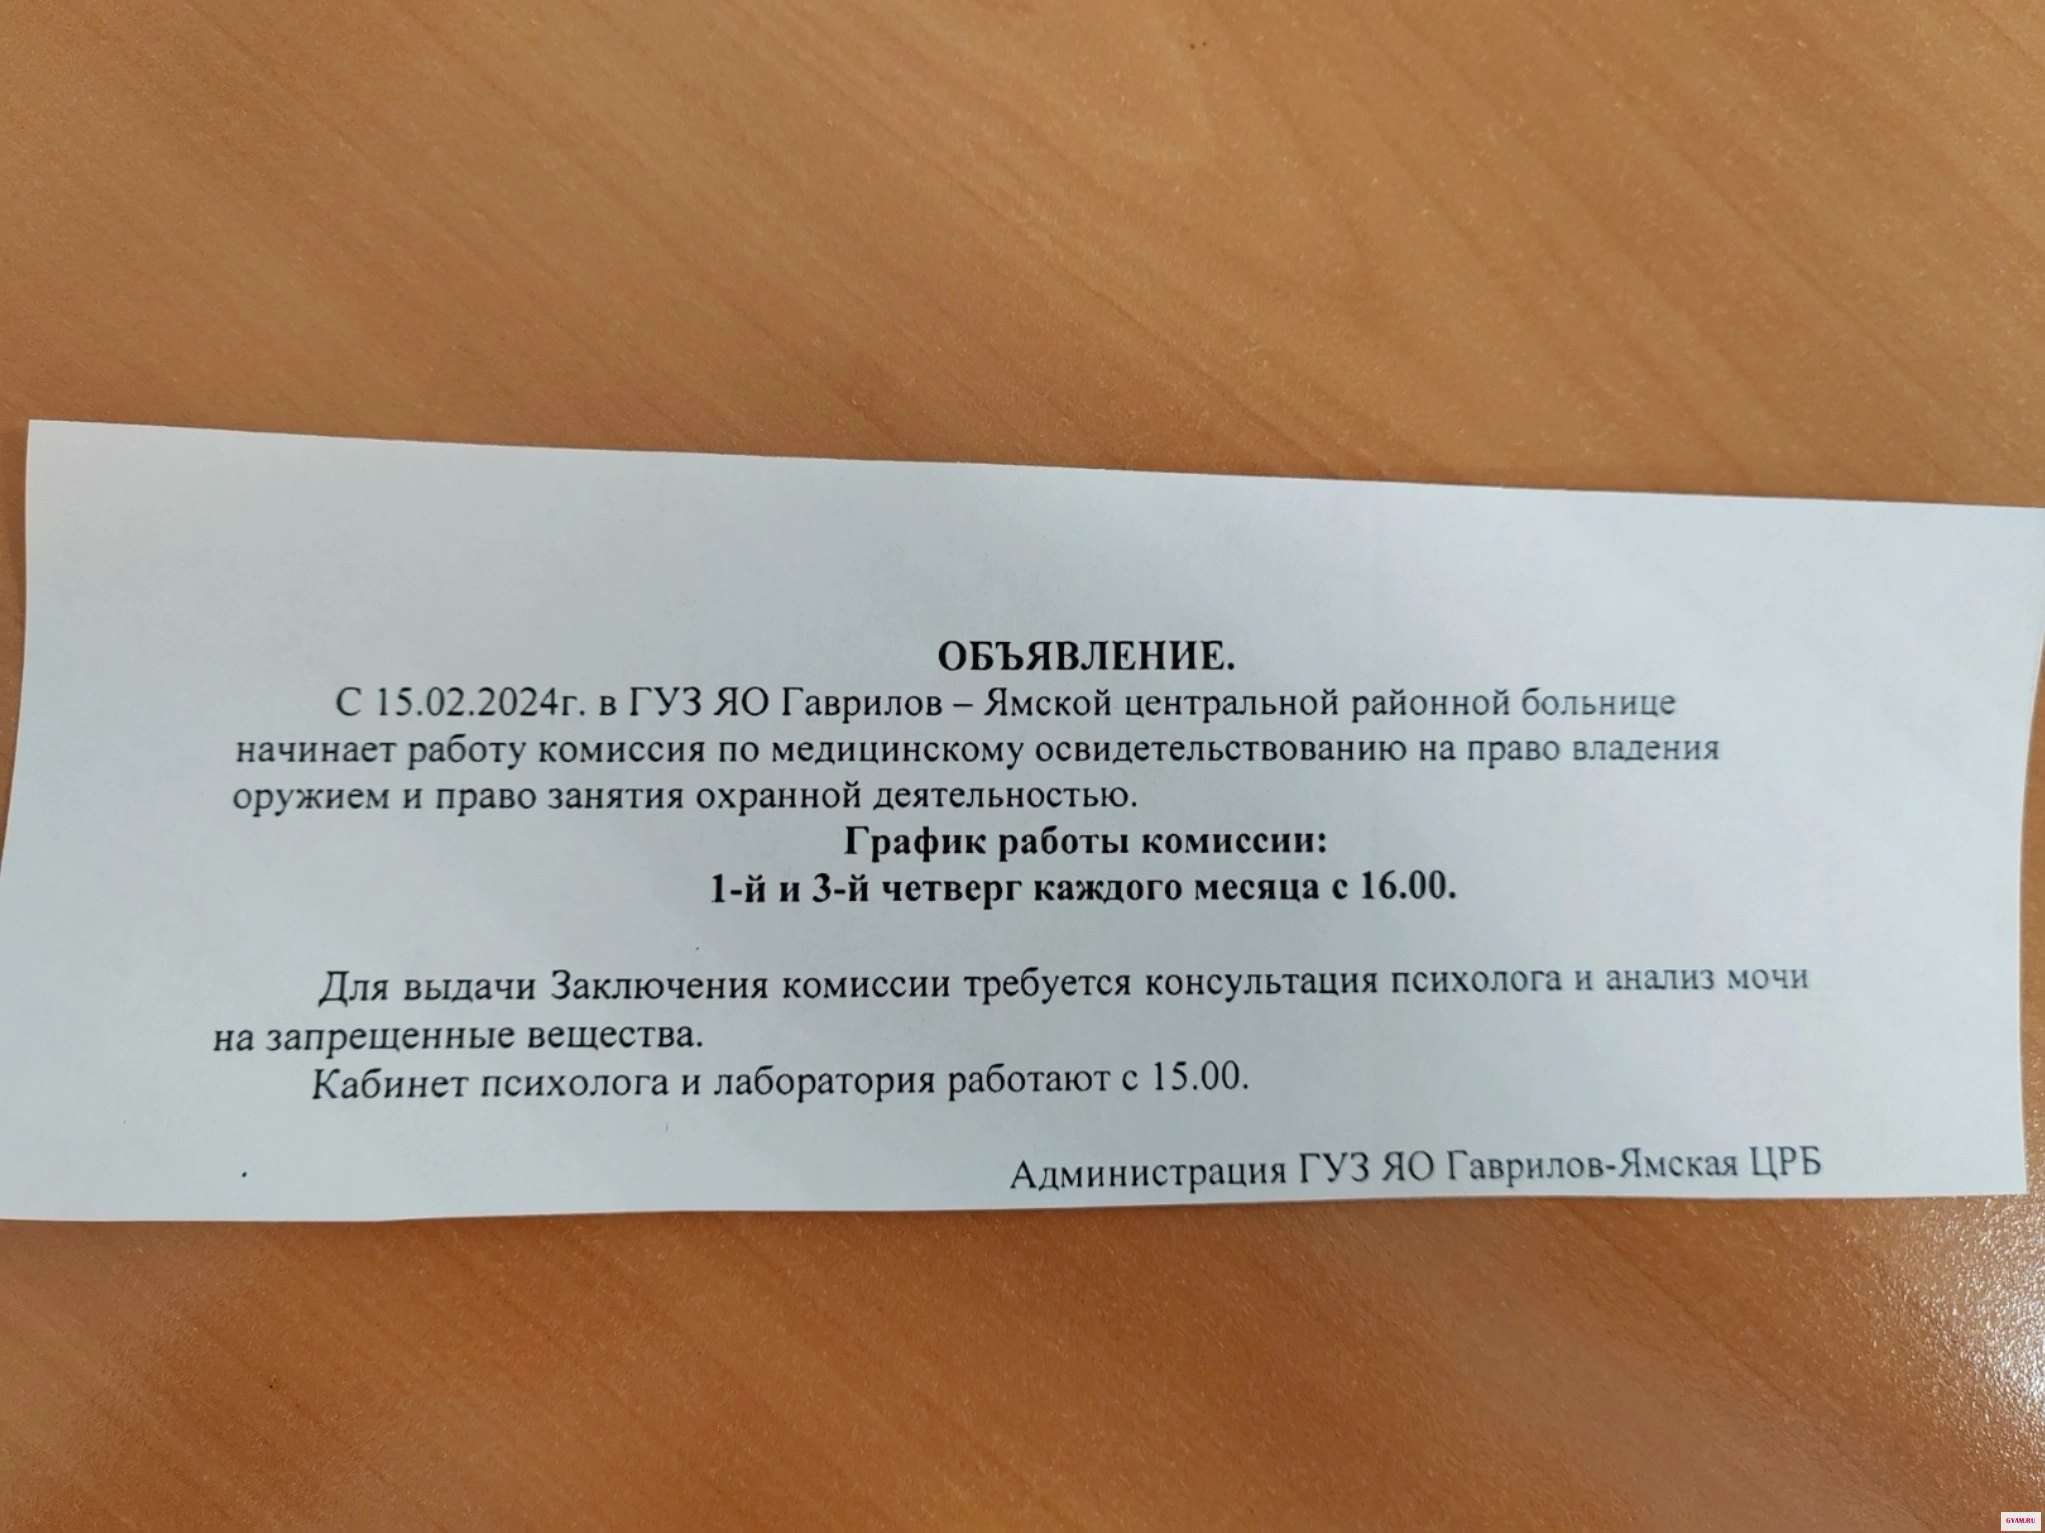 ОБЪЯВЛЕНИЕ.
С 15.02.2024г. в ГУЗ ЯО Гаврилов – Ямской центральной районной больнице
начинает работу комиссия по медицинскому освидетельствованию на право владения
оружием и право занятия охранной деятельностью.
График работы комиссии:
1-й и 3-й четверг каждого месяца с 16.00.
Для выдачи Заключения комиссии требуется консультация психолога и анализ мочи
на запрещенные вещества.
Кабинет психолога и лаборатория работают с 15.00.
Администрация ГУЗ ЯО Гаврилов-Ямская ЦРБ
GYAM.RU